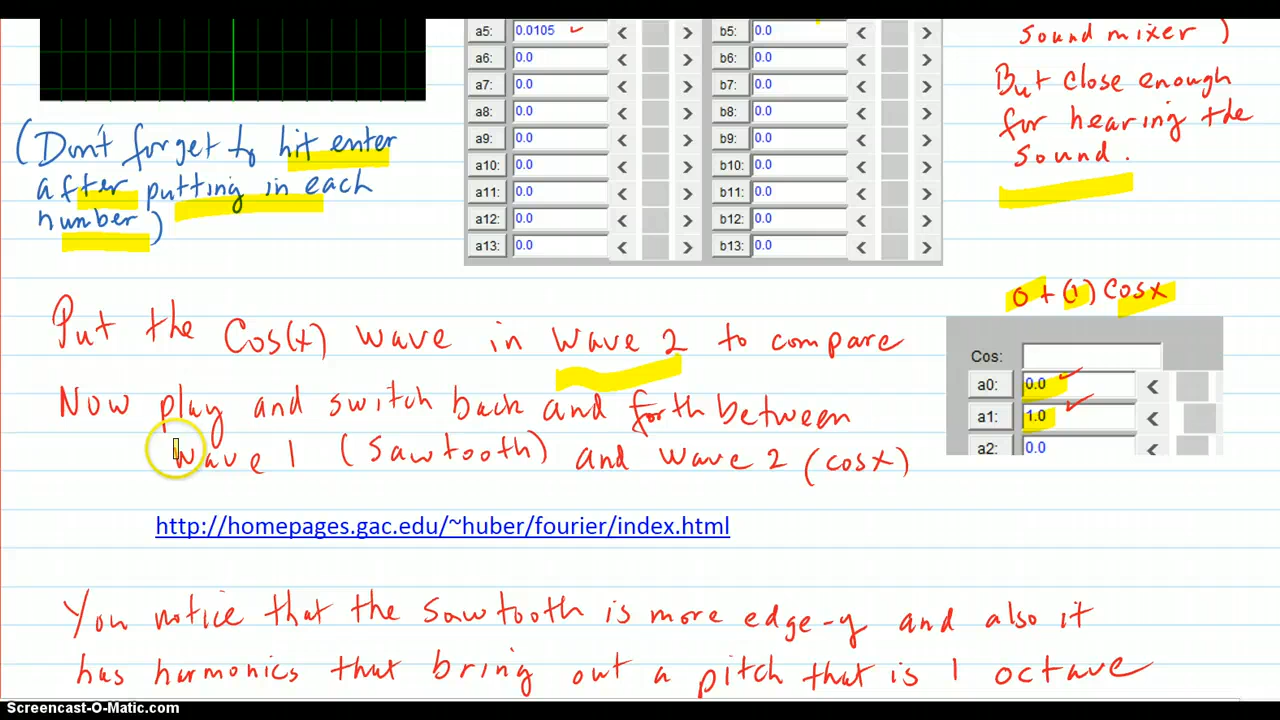 a5: 0.0105 b5: 0.0
a6: 0.0 b6: 0.0
a7: 0.0 b7: 0.0
a8: 0.0 b8: 0.0
a9: 0.0 b9: 0.0
a10: 0.0 b10: 0.0
a11: 0.0 b11: 0.0
a12: 0.0 b12: 0.0
a13: 0.0 b13: 0.0
sound mixer )
But close enough
for hearing the
sound.
(Don't forget to hit enter
after putting in each
number)
0 + (1) cosx
Cos:
a0: 0.0
a1: 1.0
a2: 0.0
Put the Cos(x) wave in wave 2 to compare
Now play and switch back and forth between
wave 1 (sawtooth) and wave 2 (cosx)
http://homepages.gac.edu/~huber/fourier/index.html
You notice that the sawtooth is more edge-y and also it
has harmonics that bring out a pitch that is 1 octave
Screencast-O-Matic.com